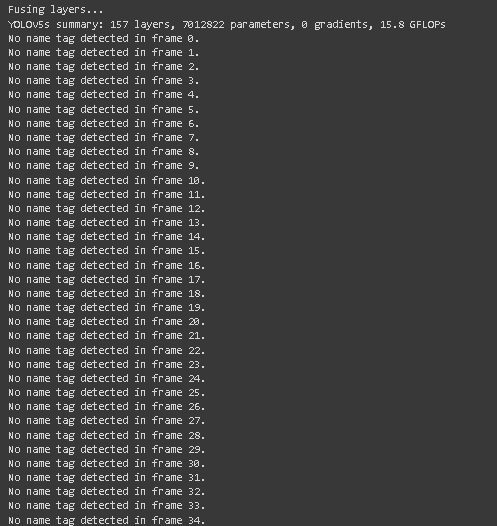 Fusing layers...
YOLOv5s summary: 157 layers, 7012822 parameters, 0 gradients, 15.8 GFLOPs
No name tag detected in frame 0.
No name tag detected in frame 1.
No name tag detected in frame 2.
No name tag detected in frame 3.
No name tag detected in frame 4.
No name tag detected in frame 5.
No name tag detected in frame 6.
No name tag detected in frame 7.
No name tag detected in frame 8.
No name tag detected in frame 9.
No name tag detected in frame 10.
No name tag detected in frame 11.
No name tag detected in frame 12.
No name tag detected in frame 13.
No name tag detected in frame 14.
No name tag detected in frame 15.
No name tag detected in frame 16.
No name tag detected in frame 17.
No name tag detected in frame 18.
No name tag detected in frame 19.
No name tag detected in frame 20.
No name tag detected in frame 21.
No name tag detected in frame 22.
No name tag detected in frame 23.
No name tag detected in frame 24.
No name tag detected in frame 25.
No name tag detected in frame 26.
No name tag detected in frame 27.
No name tag detected in frame 28.
No name tag detected in frame 29.
No name tag detected in frame 30.
No name tag detected in frame 31.
No name tag detected in frame 32.
No name tag detected in frame 33.
No name tag detected in frame 34.